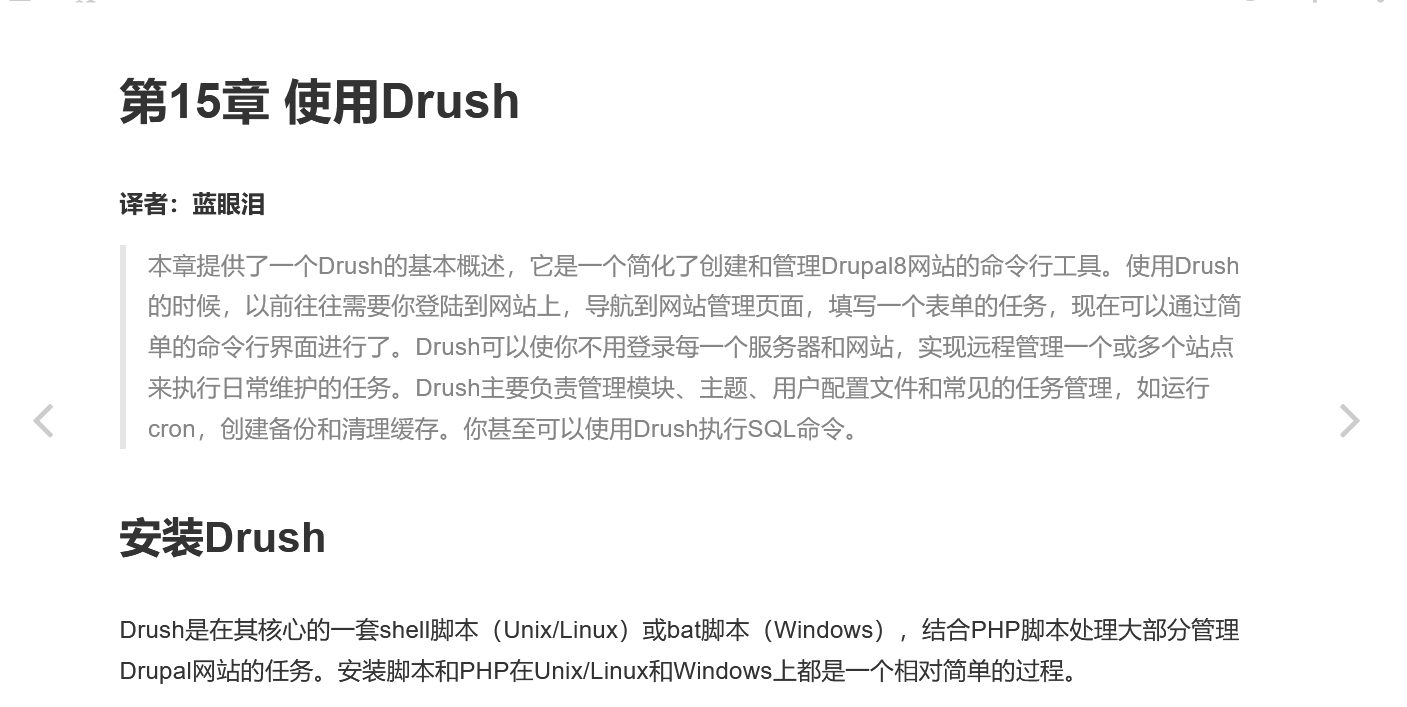 第15章 使用Drush
译者：蓝眼泪
本章提供了一个Drush的基本概述，它是一个简化了创建和管理Drupal8网站的命令行工具。使用Drush
的时候，以前往往需要你登陆到网站上，导航到网站管理页面，填写一个表单的任务，现在可以通过简
单的命令行界面进行了。Drush可以使你不用登录每一个服务器和网站，实现远程管理一个或多个站点
来执行日常维护的任务。Drush主要负责管理模块、主题、用户配置文件和常见的任务管理，如运行
cron，创建备份和清理缓存。你甚至可以使用Drush执行SQL命令。
安装Drush
Drush是在其核心的一套shell脚本（Unix/Linux）或bat脚本（Windows），结合PHP脚本处理大部分管理
Drupal网站的任务。安装脚本和PHP在Unix/Linux和Windows上都是一个相对简单的过程。